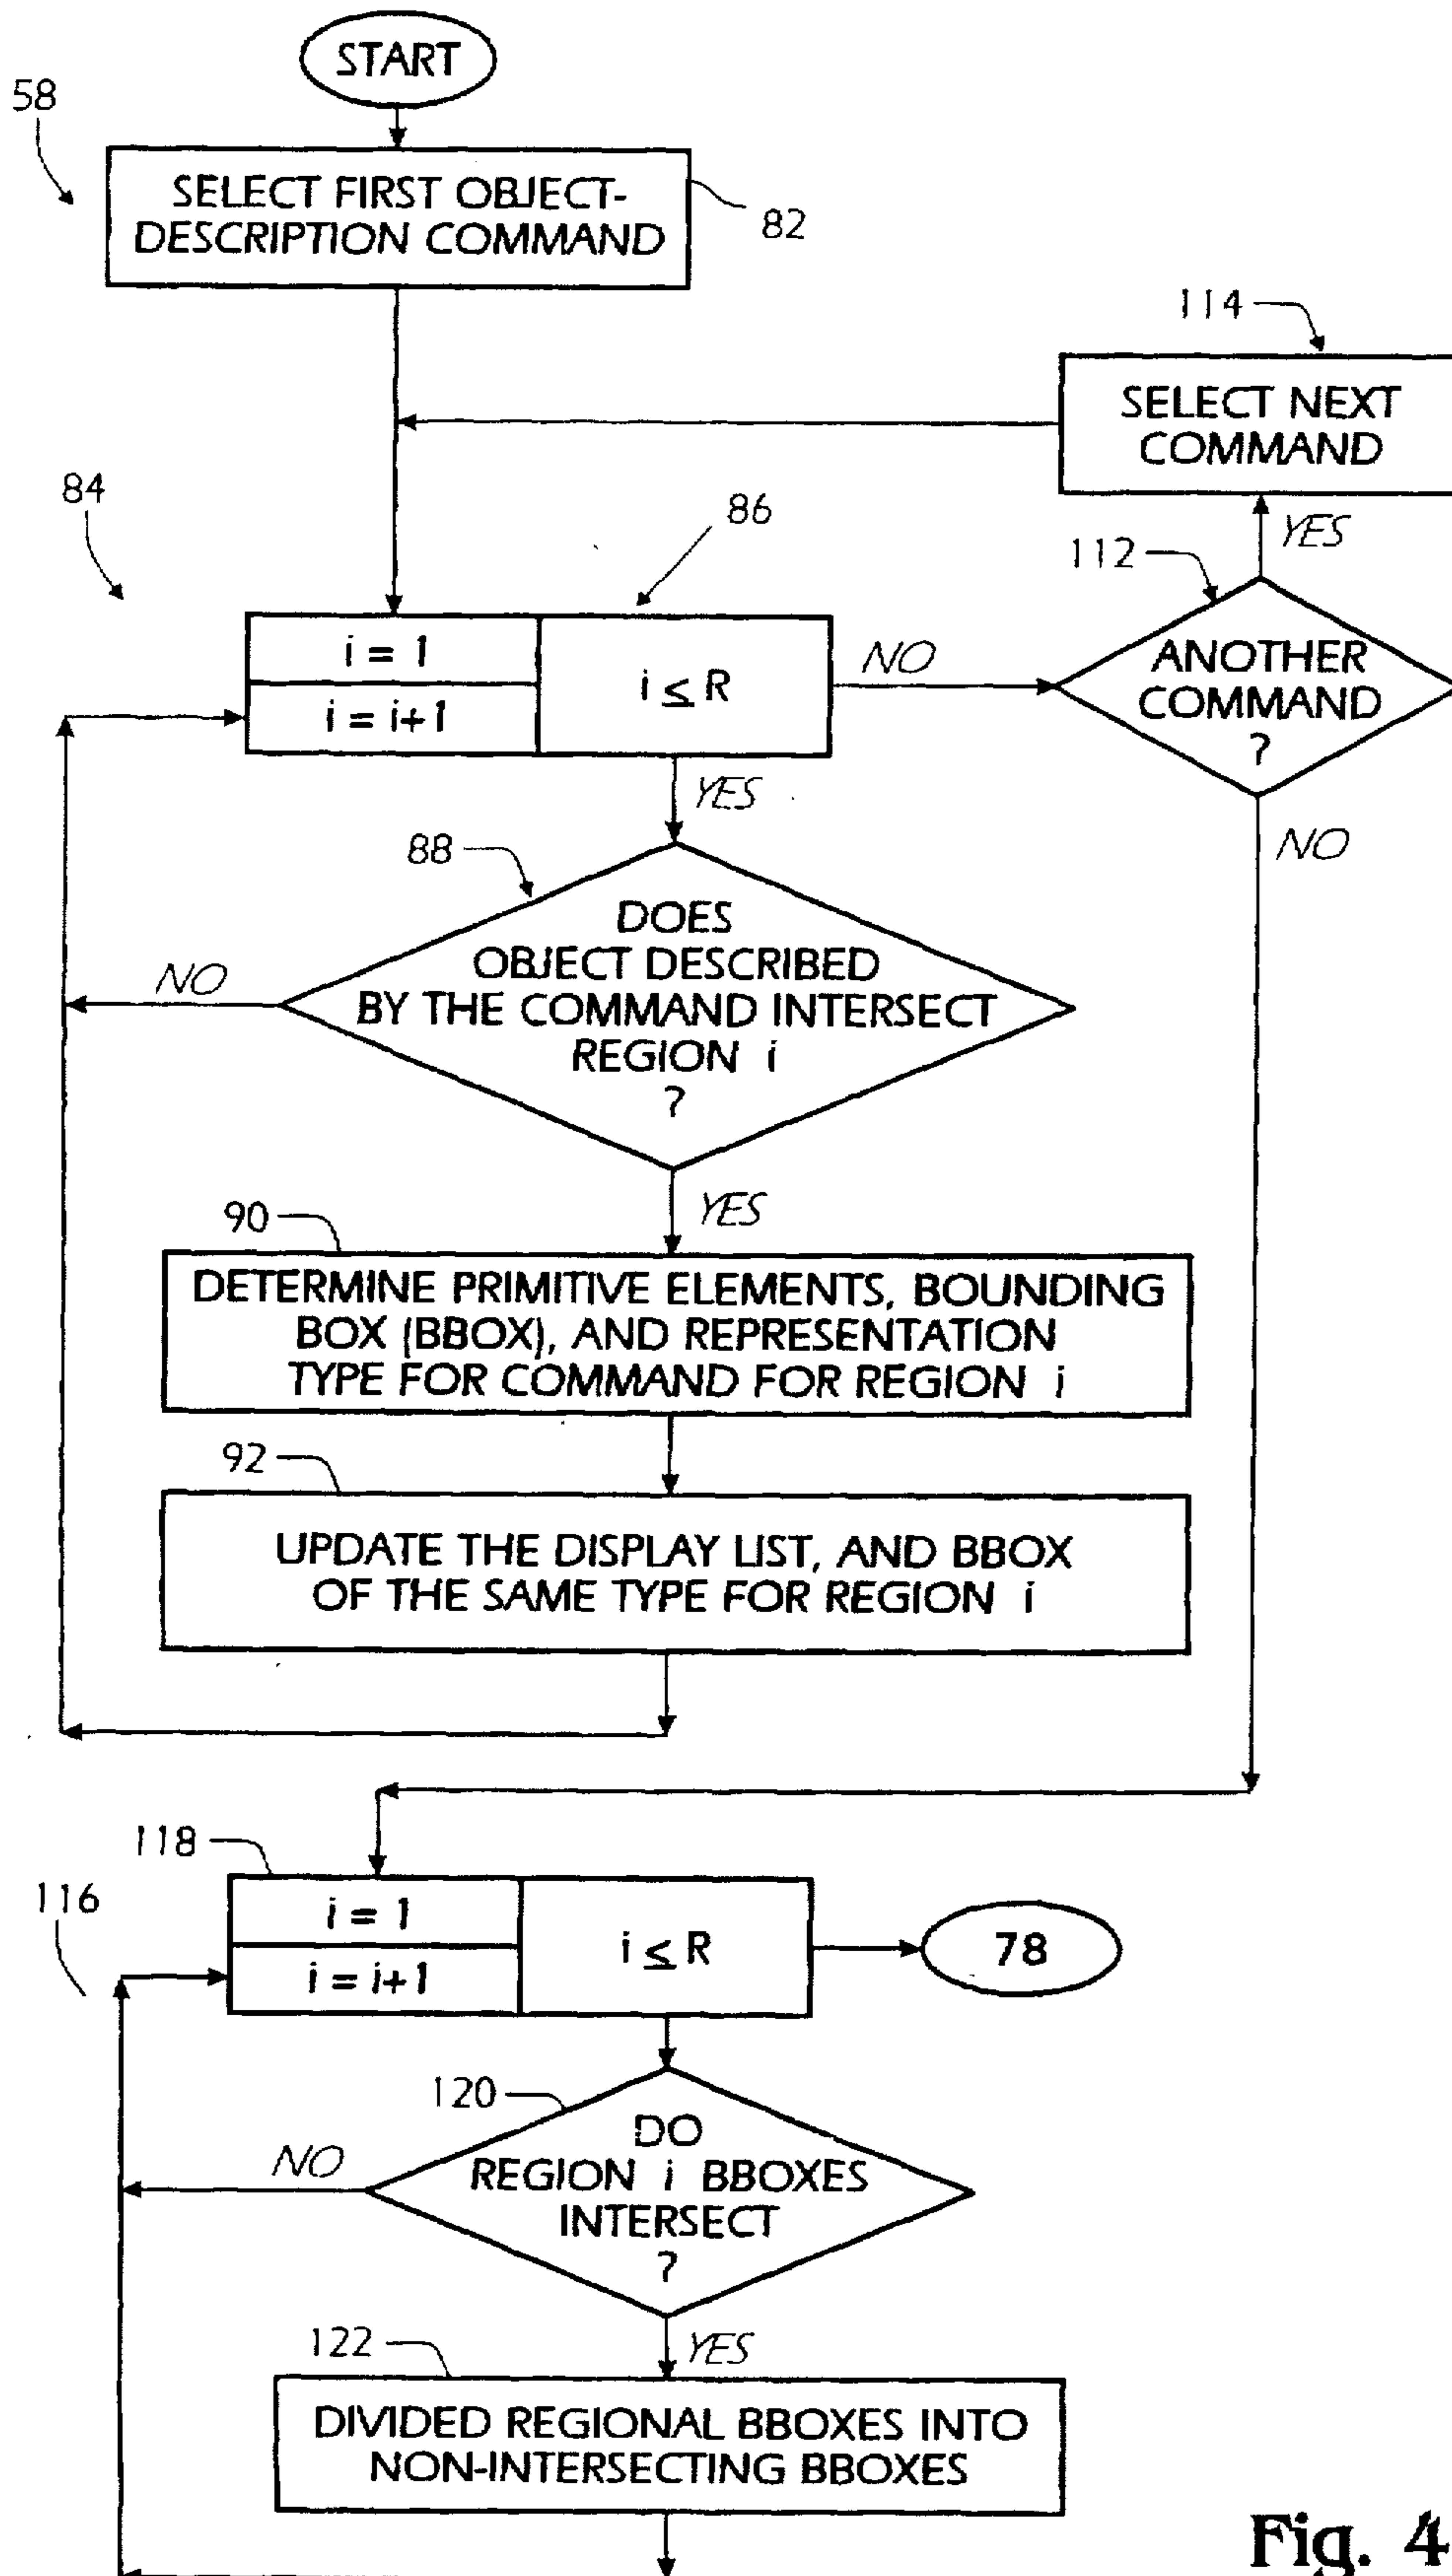 START
58
SELECT FIRST OBJECT-
DESCRIPTION COMMAND
82
114
SELECT NEXT
COMMAND
84
86
112
YES
i = 1
i = i+1
i ≤ R
NO
ANOTHER
COMMAND
?
YES
NO
88
DOES
OBJECT DESCRIBED
BY THE COMMAND INTERSECT
REGION i
?
NO
YES
90
DETERMINE PRIMITIVE ELEMENTS, BOUNDING
BOX (BBOX), AND REPRESENTATION
TYPE FOR COMMAND FOR REGION i
92
UPDATE THE DISPLAY LIST, AND BBOX
OF THE SAME TYPE FOR REGION i
118
116
i = 1
i = i+1
i ≤ R
78
120
DO
REGION i BBOXES
INTERSECT
?
NO
YES
122
DIVIDED REGIONAL BBOXES INTO
NON-INTERSECTING BBOXES
Fig. 4